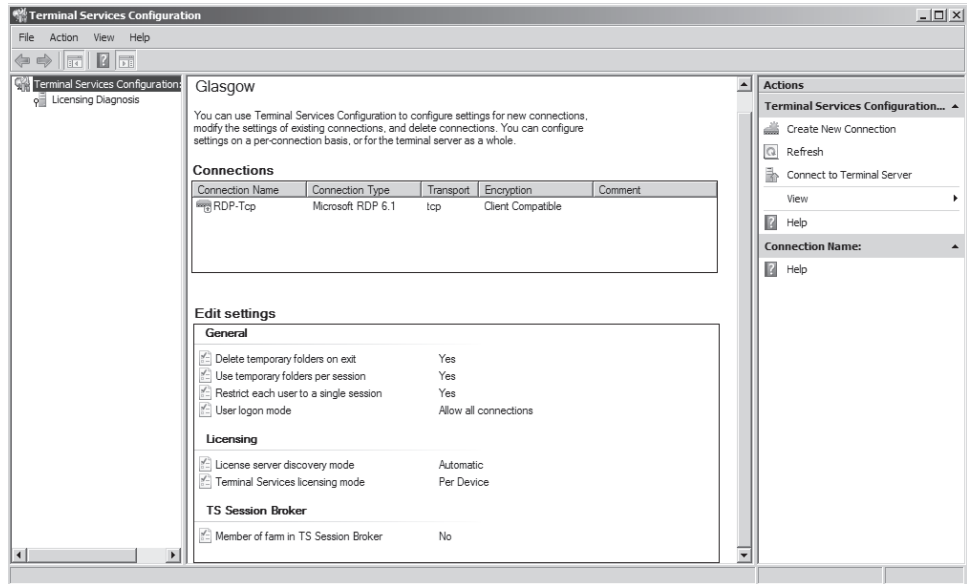 Terminal Services Configuration
File Action View Help
Terminal Services Configuration:
Licensing Diagnosis
Glasgow
You can use Terminal Services Configuration to configure settings for new connections,
modify the settings of existing connections, and delete connections. You can configure
settings on a per-connection basis, or for the terminal server as a whole.
Connections
Connection Name Connection Type Transport Encryption Comment
RDP-Tcp Microsoft RDP 6.1 tcp Client Compatible
Edit settings
General
Delete temporary folders on exit Yes
Use temporary folders per session Yes
Restrict each user to a single session Yes
User logon mode Allow all connections
Licensing
License server discovery mode Automatic
Terminal Services licensing mode Per Device
TS Session Broker
Member of farm in TS Session Broker No
Actions
Terminal Services Configuration...
Create New Connection
Refresh
Connect to Terminal Server
View
Help
Connection Name:
Help